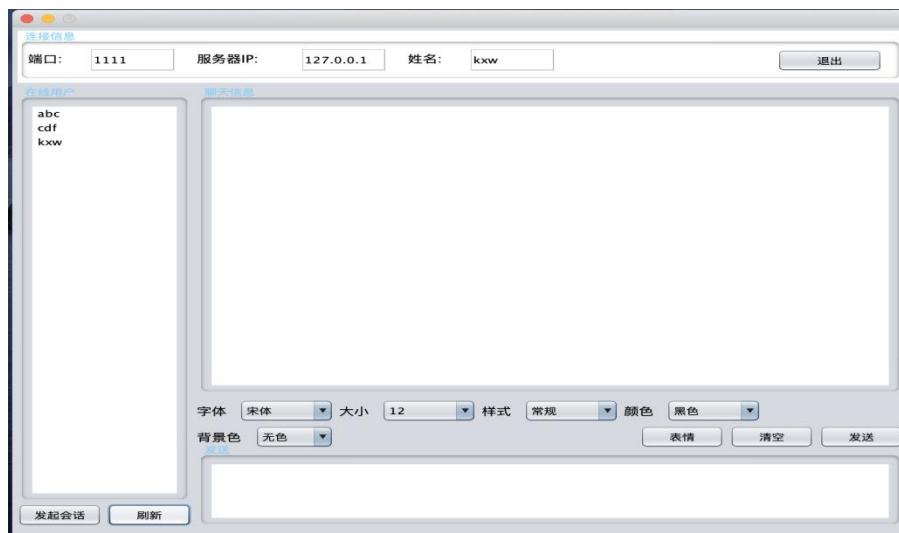 连接信息
端口: 1111 服务器IP: 127.0.0.1 姓名: kxw 退出
在线用户 聊天信息
abc
cdf
kxw
字体 宋体 大小 12 样式 常规 颜色 黑色
背景色 无色 表情 清空 发送
发送
发起会话 刷新